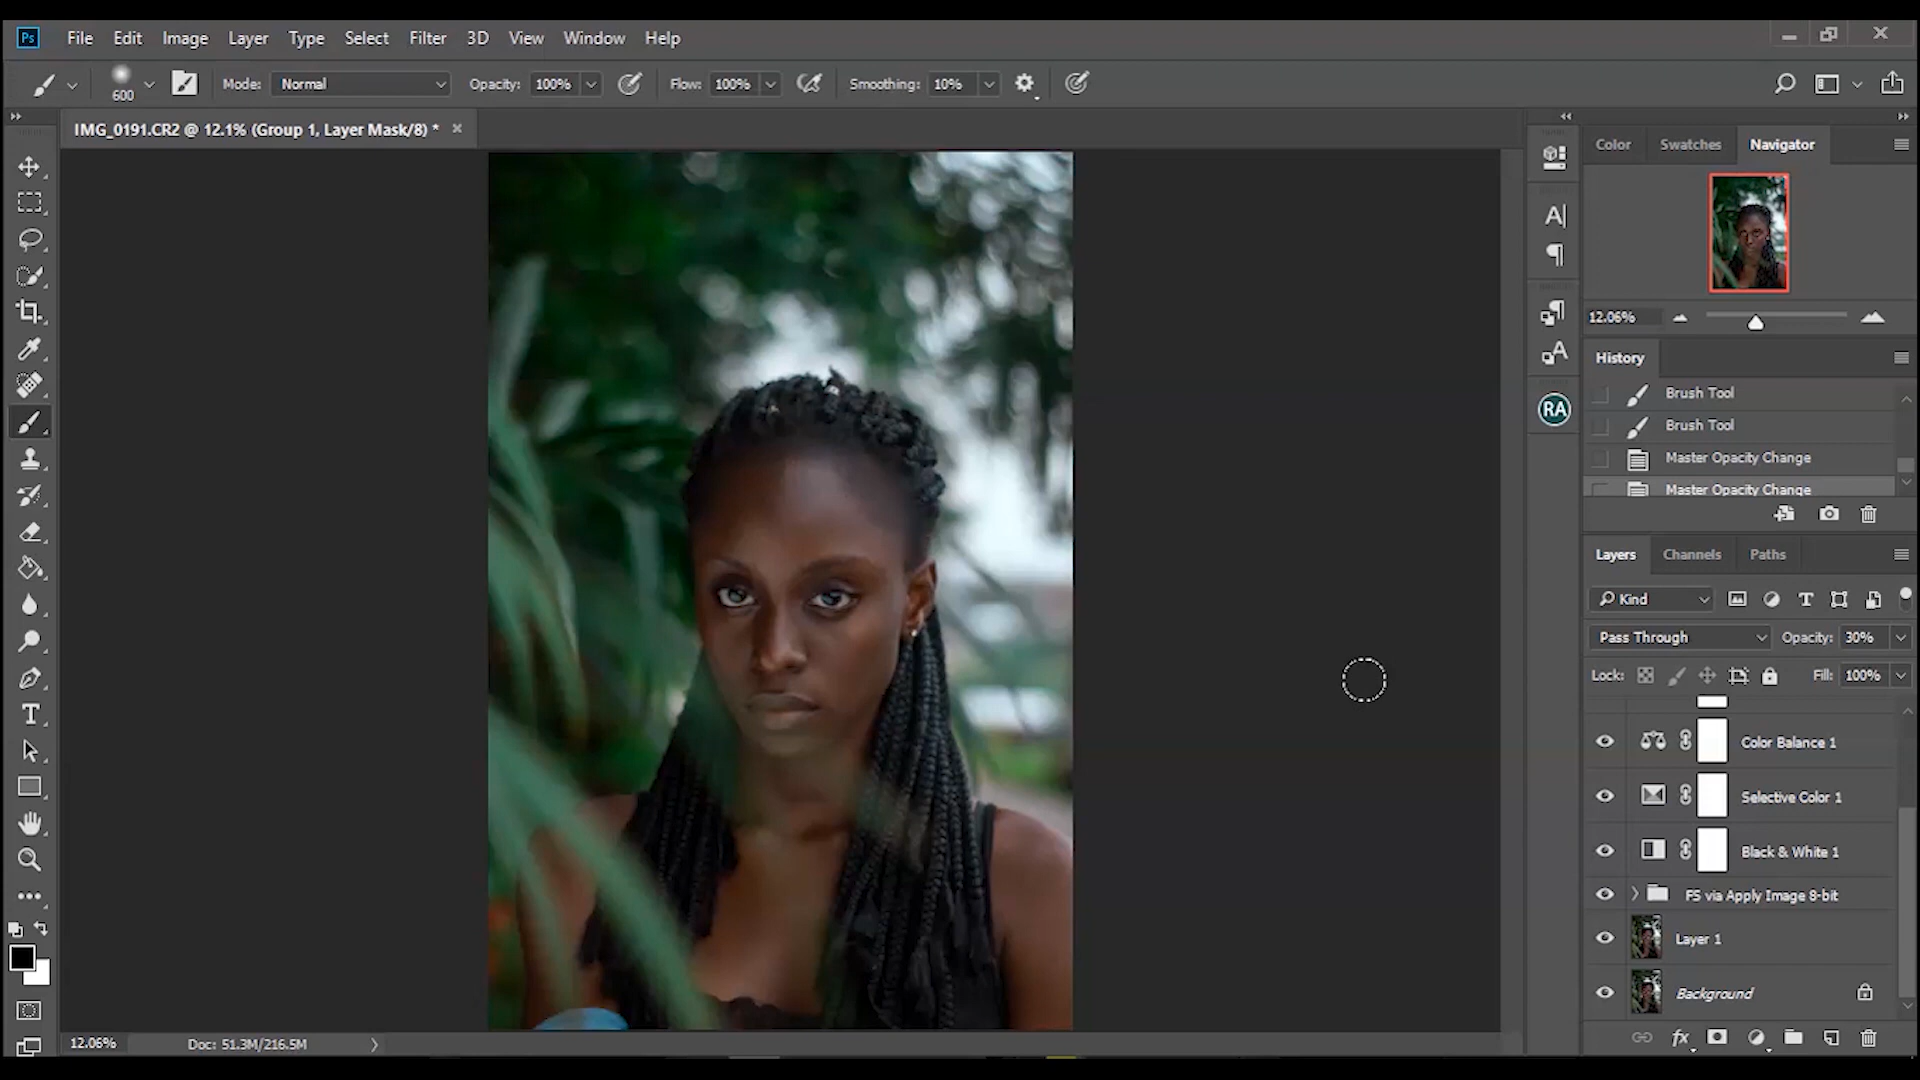 Ps File Edit Image Layer Type Select Filter 3D View Window Help
600 Mode: Normal Opacity: 100% Flow: 100% Smoothing: 10%
IMG_0191.CR2 @ 12.1% (Group 1, Layer Mask/8) *
Color Swatches Navigator
12.06%
History
Brush Tool
Brush Tool
Master Opacity Change
Master Opacity Change
RA
Layers Channels Paths
Kind
Pass Through Opacity: 30%
Lock: Fill: 100%
Color Balance 1
Selective Color 1
Black & White 1
FS via Apply Image 8-bit
Layer 1
Background
12.06% Doc: 51.3M/216.5M